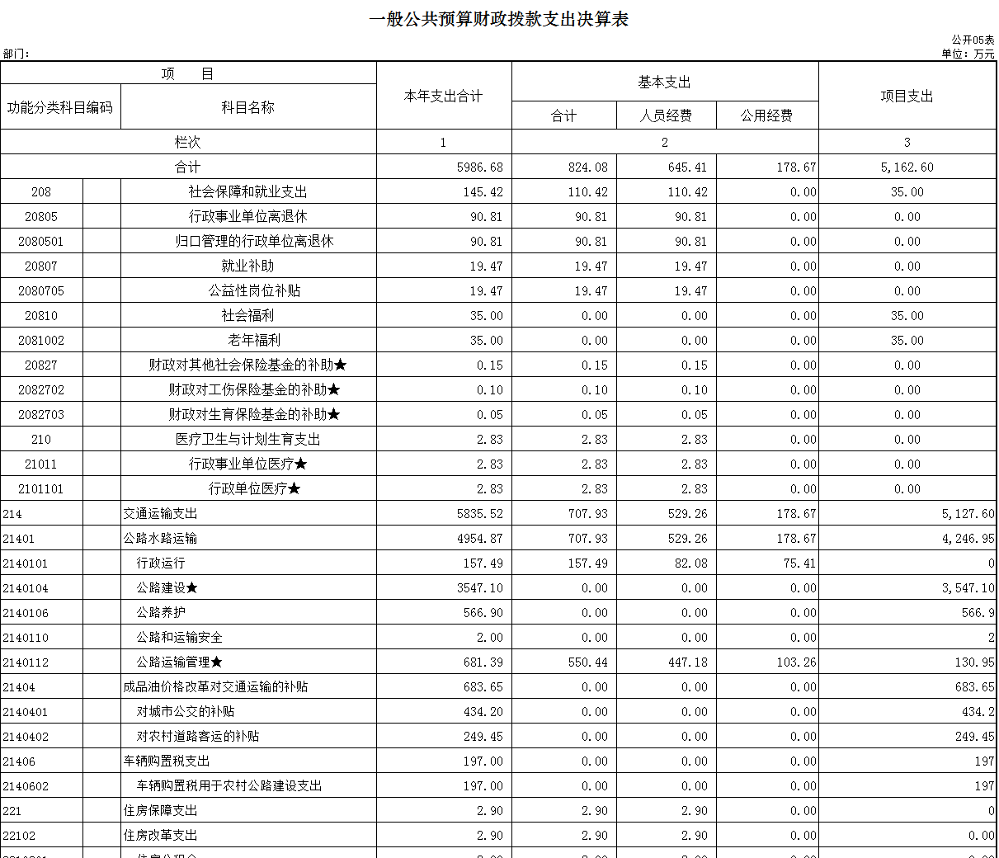 一般公共预算财政拨款支出决算表
公开05表
部门：
单位：万元
项 目
本年支出合计
基本支出
项目支出
功能分类科目编码 科目名称
合计 人员经费 公用经费
栏次 1 2 3
合计 5986.68 824.08 645.41 178.67 5,162.60
208 社会保障和就业支出 145.42 110.42 110.42 0.00 35.00
20805 行政事业单位离退休 90.81 90.81 90.81 0.00 0.00
2080501 归口管理的行政单位离退休 90.81 90.81 90.81 0.00 0.00
20807 就业补助 19.47 19.47 19.47 0.00 0.00
2080705 公益性岗位补贴 19.47 19.47 19.47 0.00 0.00
20810 社会福利 35.00 0.00 0.00 0.00 35.00
2081002 老年福利 35.00 0.00 0.00 0.00 35.00
20827 财政对其他社会保险基金的补助★ 0.15 0.15 0.15 0.00 0.00
2082702 财政对工伤保险基金的补助★ 0.10 0.10 0.10 0.00 0.00
2082703 财政对生育保险基金的补助★ 0.05 0.05 0.05 0.00 0.00
210 医疗卫生与计划生育支出 2.83 2.83 2.83 0.00 0.00
21011 行政事业单位医疗★ 2.83 2.83 2.83 0.00 0.00
2101101 行政单位医疗★ 2.83 2.83 2.83 0.00 0.00
214 交通运输支出 5835.52 707.93 529.26 178.67 5,127.60
21401 公路水路运输 4954.87 707.93 529.26 178.67 4,246.95
2140101 行政运行 157.49 157.49 82.08 75.41 0
2140104 公路建设★ 3547.10 0.00 0.00 0.00 3,547.10
2140106 公路养护 566.90 0.00 0.00 0.00 566.9
2140110 公路和运输安全 2.00 0.00 0.00 0.00 2
2140112 公路运输管理★ 681.39 550.44 447.18 103.26 130.95
21404 成品油价格改革对交通运输的补贴 683.65 0.00 0.00 0.00 683.65
2140401 对城市公交的补贴 434.20 0.00 0.00 0.00 434.2
2140402 对农村道路客运的补贴 249.45 0.00 0.00 0.00 249.45
21406 车辆购置税支出 197.00 0.00 0.00 0.00 197
2140602 车辆购置税用于农村公路建设支出 197.00 0.00 0.00 0.00 197
221 住房保障支出 2.90 2.90 2.90 0.00 0
22102 住房改革支出 2.90 2.90 2.90 0.00 0.00